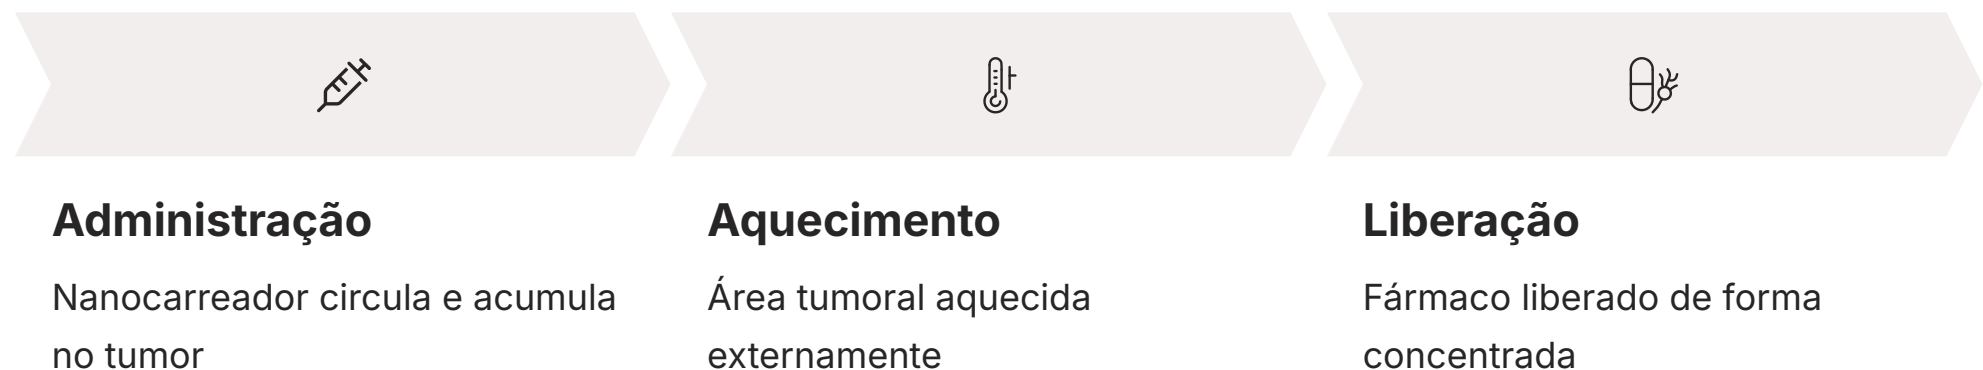 Administração
Nanocarreador circula e acumula
no tumor
Aquecimento
Área tumoral aquecida
externamente
Liberação
Fármaco liberado de forma
concentrada